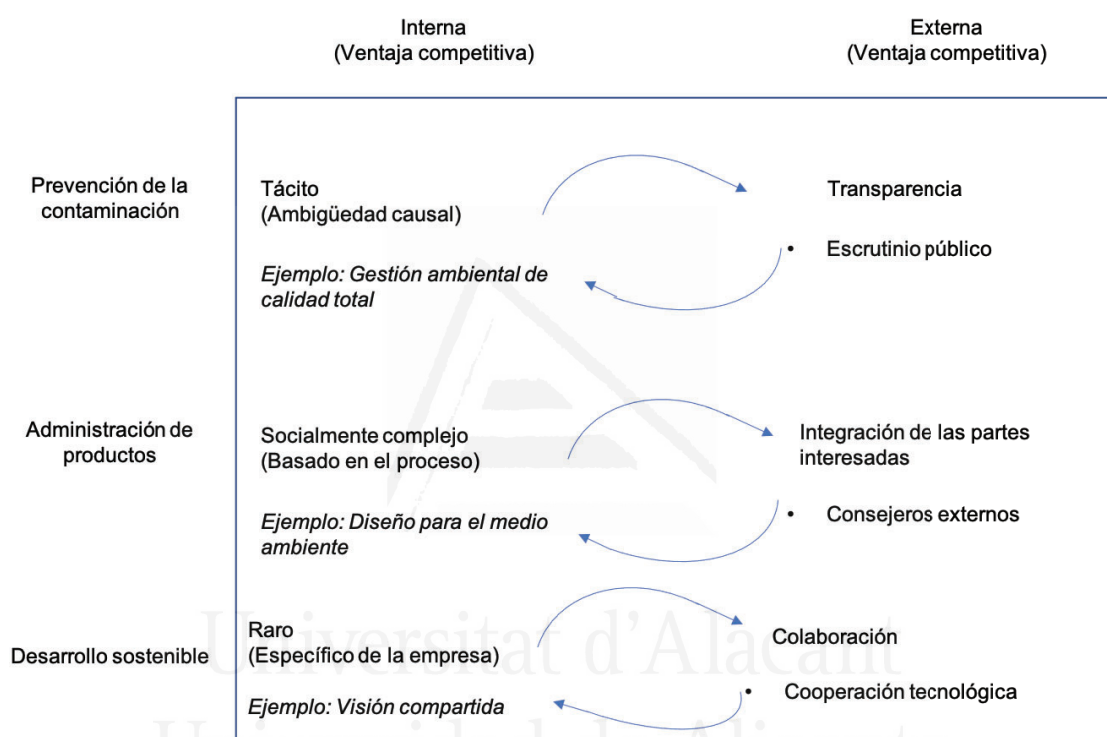 Interna
(Ventaja competitiva)
Externa
(Ventaja competitiva)
Prevención de la
contaminación
Tácito
(Ambigüedad causal)
Ejemplo: Gestión ambiental de
calidad total
Transparencia
• Escrutinio público
Administración de
productos
Socialmente complejo
(Basado en el proceso)
Ejemplo: Diseño para el medio
ambiente
Integración de las partes
interesadas
• Consejeros externos
Desarrollo sostenible
Raro
(Específico de la empresa)
Ejemplo: Visión compartida
Colaboración
• Cooperación tecnológica
Universitat d'Alacant
Universidad de Alicante